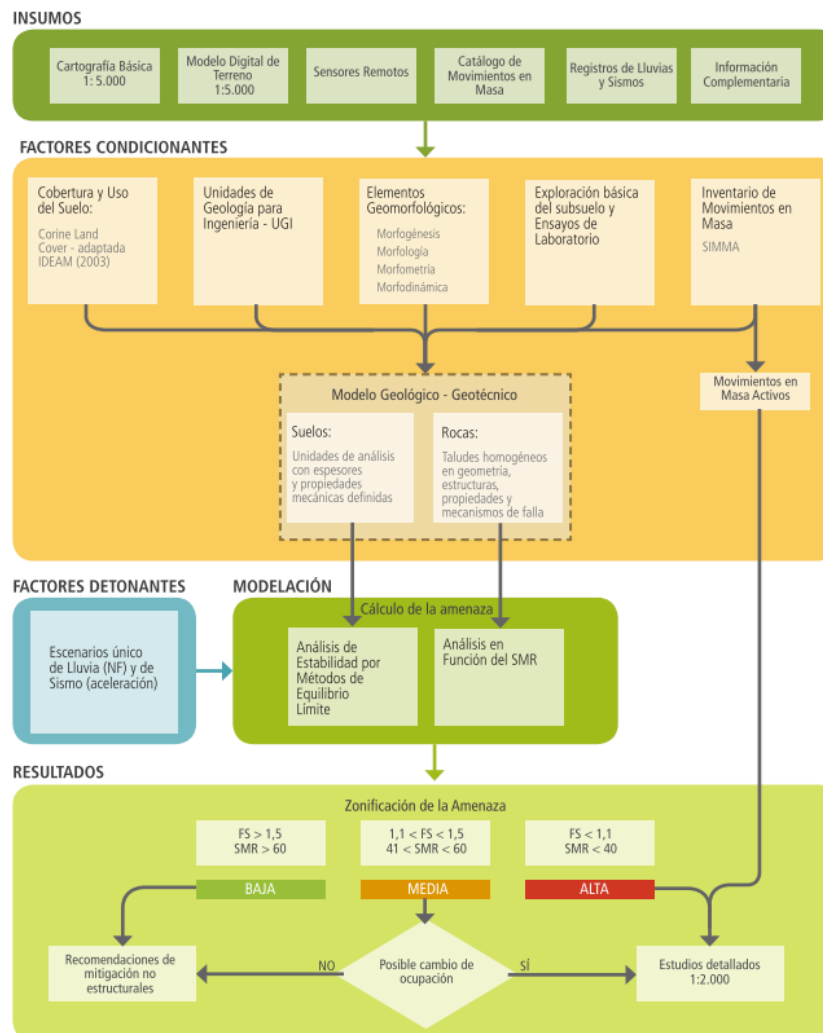 INSUMOS
Cartografía Básica
1: 5.000
Modelo Digital de
Terreno
1:5.000
Sensores Remotos
Catálogo de
Movimientos en
Masa
Registros de Lluvias
y Sismos
Información
Complementaria
FACTORES CONDICIONANTES
Cobertura y Uso
del Suelo:
Corine Land
Cover - adaptada
IDEAM (2003)
Unidades de
Geología para
Ingeniería - UGI
Elementos
Geomorfológicos:
Morfogénesis
Morfología
Morfometria
Morfodinámica
Exploración básica
del subsuelo y
Ensayos de
Laboratorio
Inventario de
Movimientos en
Masa
SIMMA
Modelo Geológico - Geotécnico
Suelos:
Unidades de análisis
con espesores
y propiedades
mecánicas definidas
Rocas:
Taludes homogéneos
en geometría,
estructuras,
propiedades y
mecanismos de falla
Movimientos en
Masa Activos
FACTORES DETONANTES
Escenarios único
de Lluvia (NF) y de
Sismo (aceleración)
MODELACIÓN
Cálculo de la amenaza
Análisis de
Estabilidad por
Métodos de
Equilibrio
Límite
Análisis en
Función del SMR
RESULTADOS
Zonificación de la Amenaza
FS > 1,5
SMR > 60
1,1 < FS < 1,5
41 < SMR < 60
FS < 1,1
SMR < 40
BAJA
MEDIA
ALTA
Recomendaciones de
mitigación no
estructurales
NO
Posible cambio de
ocupación
SÍ
Estudios detallados
1:2.000